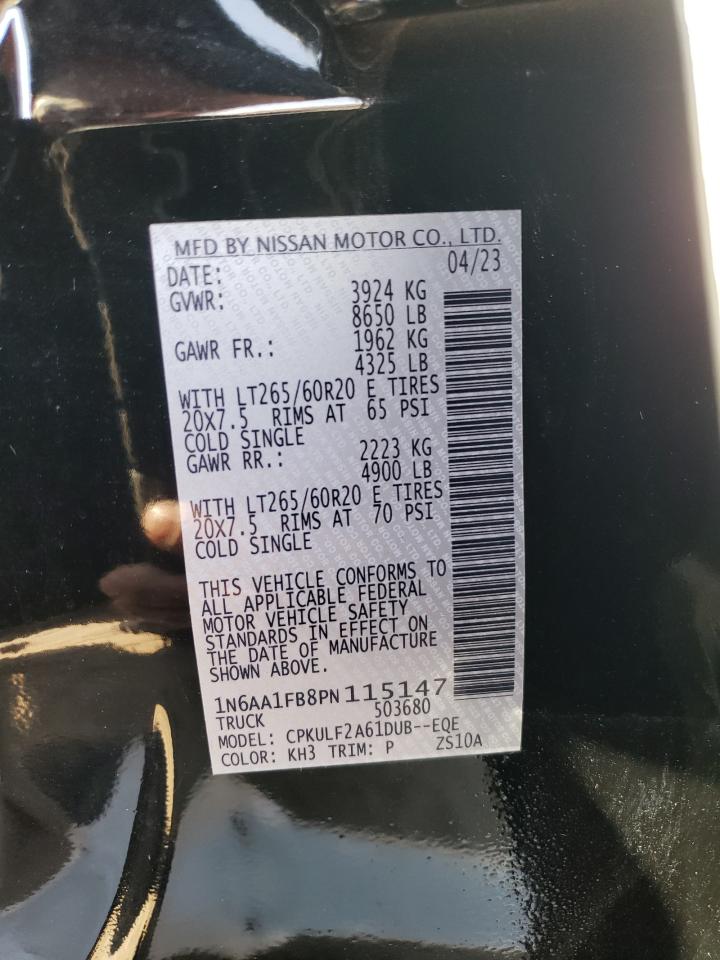 MFD BY NISSAN MOTOR CO., LTD.
DATE: 04/23
GVWR: 3924 KG
8650 LB
GAWR FR.: 1962 KG
4325 LB
WITH LT265/60R20 E TIRES
20X7.5 RIMS AT 65 PSI
COLD SINGLE
GAWR RR.: 2223 KG
4900 LB
WITH LT265/60R20 E TIRES
20X7.5 RIMS AT 70 PSI
COLD SINGLE
THIS VEHICLE CONFORMS TO
ALL APPLICABLE FEDERAL
MOTOR VEHICLE SAFETY
STANDARDS IN EFFECT ON
THE DATE OF MANUFACTURE
SHOWN ABOVE.
1N6AA1FB8PN 115147
TRUCK 503680
MODEL: CPKULF2A61DUB--EQE
COLOR: KH3 TRIM: P ZS10A